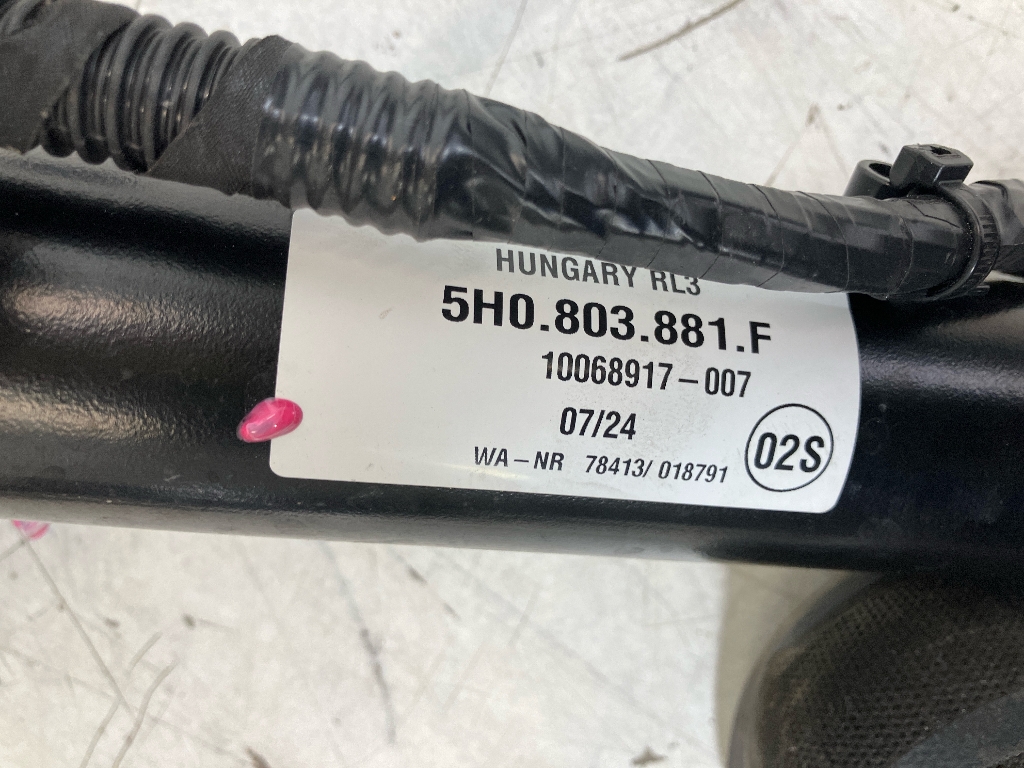 HUNGARY RL3
5H0.803.881.F
10068917-007
07/24
WA-NR 78413/018791
02S